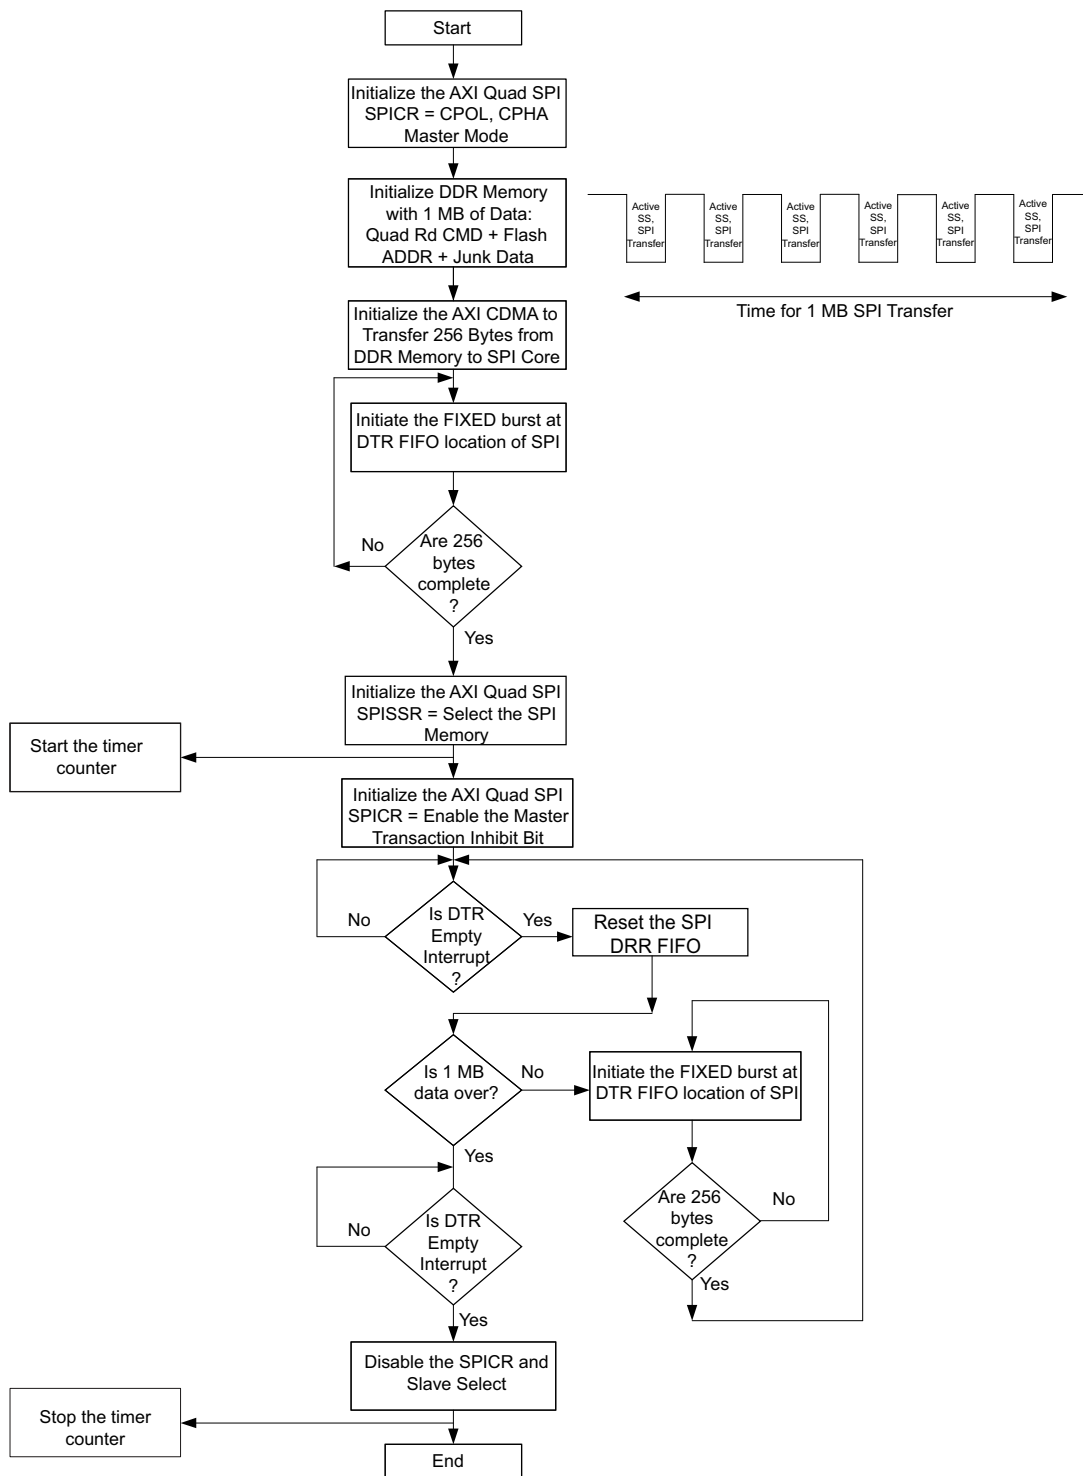 Start
Initialize the AXI Quad SPI
SPICR = CPOL, CPHA
Master Mode
Initialize DDR Memory
with 1 MB of Data:
Quad Rd CMD + Flash
ADDR + Junk Data
Active
SS,
SPI
Transfer
Active
SS,
SPI
Transfer
Active
SS,
SPI
Transfer
Active
SS,
SPI
Transfer
Active
SS,
SPI
Transfer
Active
SS,
SPI
Transfer
Time for 1 MB SPI Transfer
Initialize the AXI CDMA to
Transfer 256 Bytes from
DDR Memory to SPI Core
Initiate the FIXED burst at
DTR FIFO location of SPI
No
Are 256
bytes
complete
?
Yes
Initialize the AXI Quad SPI
SPISSR = Select the SPI
Memory
Start the timer
counter
Initialize the AXI Quad SPI
SPICR = Enable the Master
Transaction Inhibit Bit
No
Is DTR
Empty
Interrupt
?
Yes
Reset the SPI
DRR FIFO
Is 1 MB
data over?
No
Initiate the FIXED burst at
DTR FIFO location of SPI
Yes
Are 256
bytes
complete
?
No
Yes
No
Is DTR
Empty
Interrupt
?
Yes
Disable the SPICR and
Slave Select
Stop the timer
counter
End